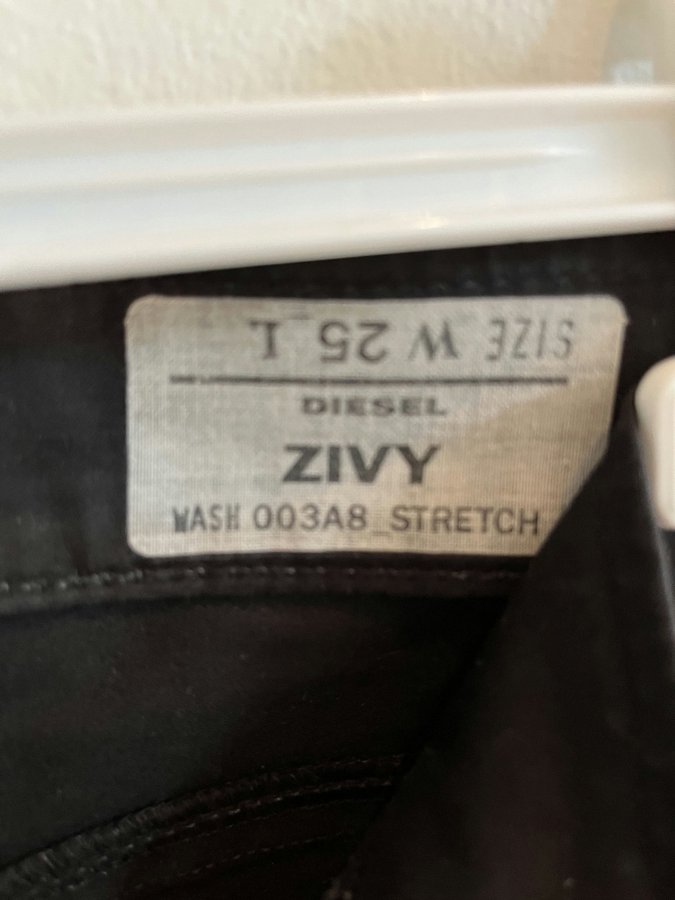 SIZE W 25 L
DIESEL
ZIVY
WASH 003A8_STRETCH